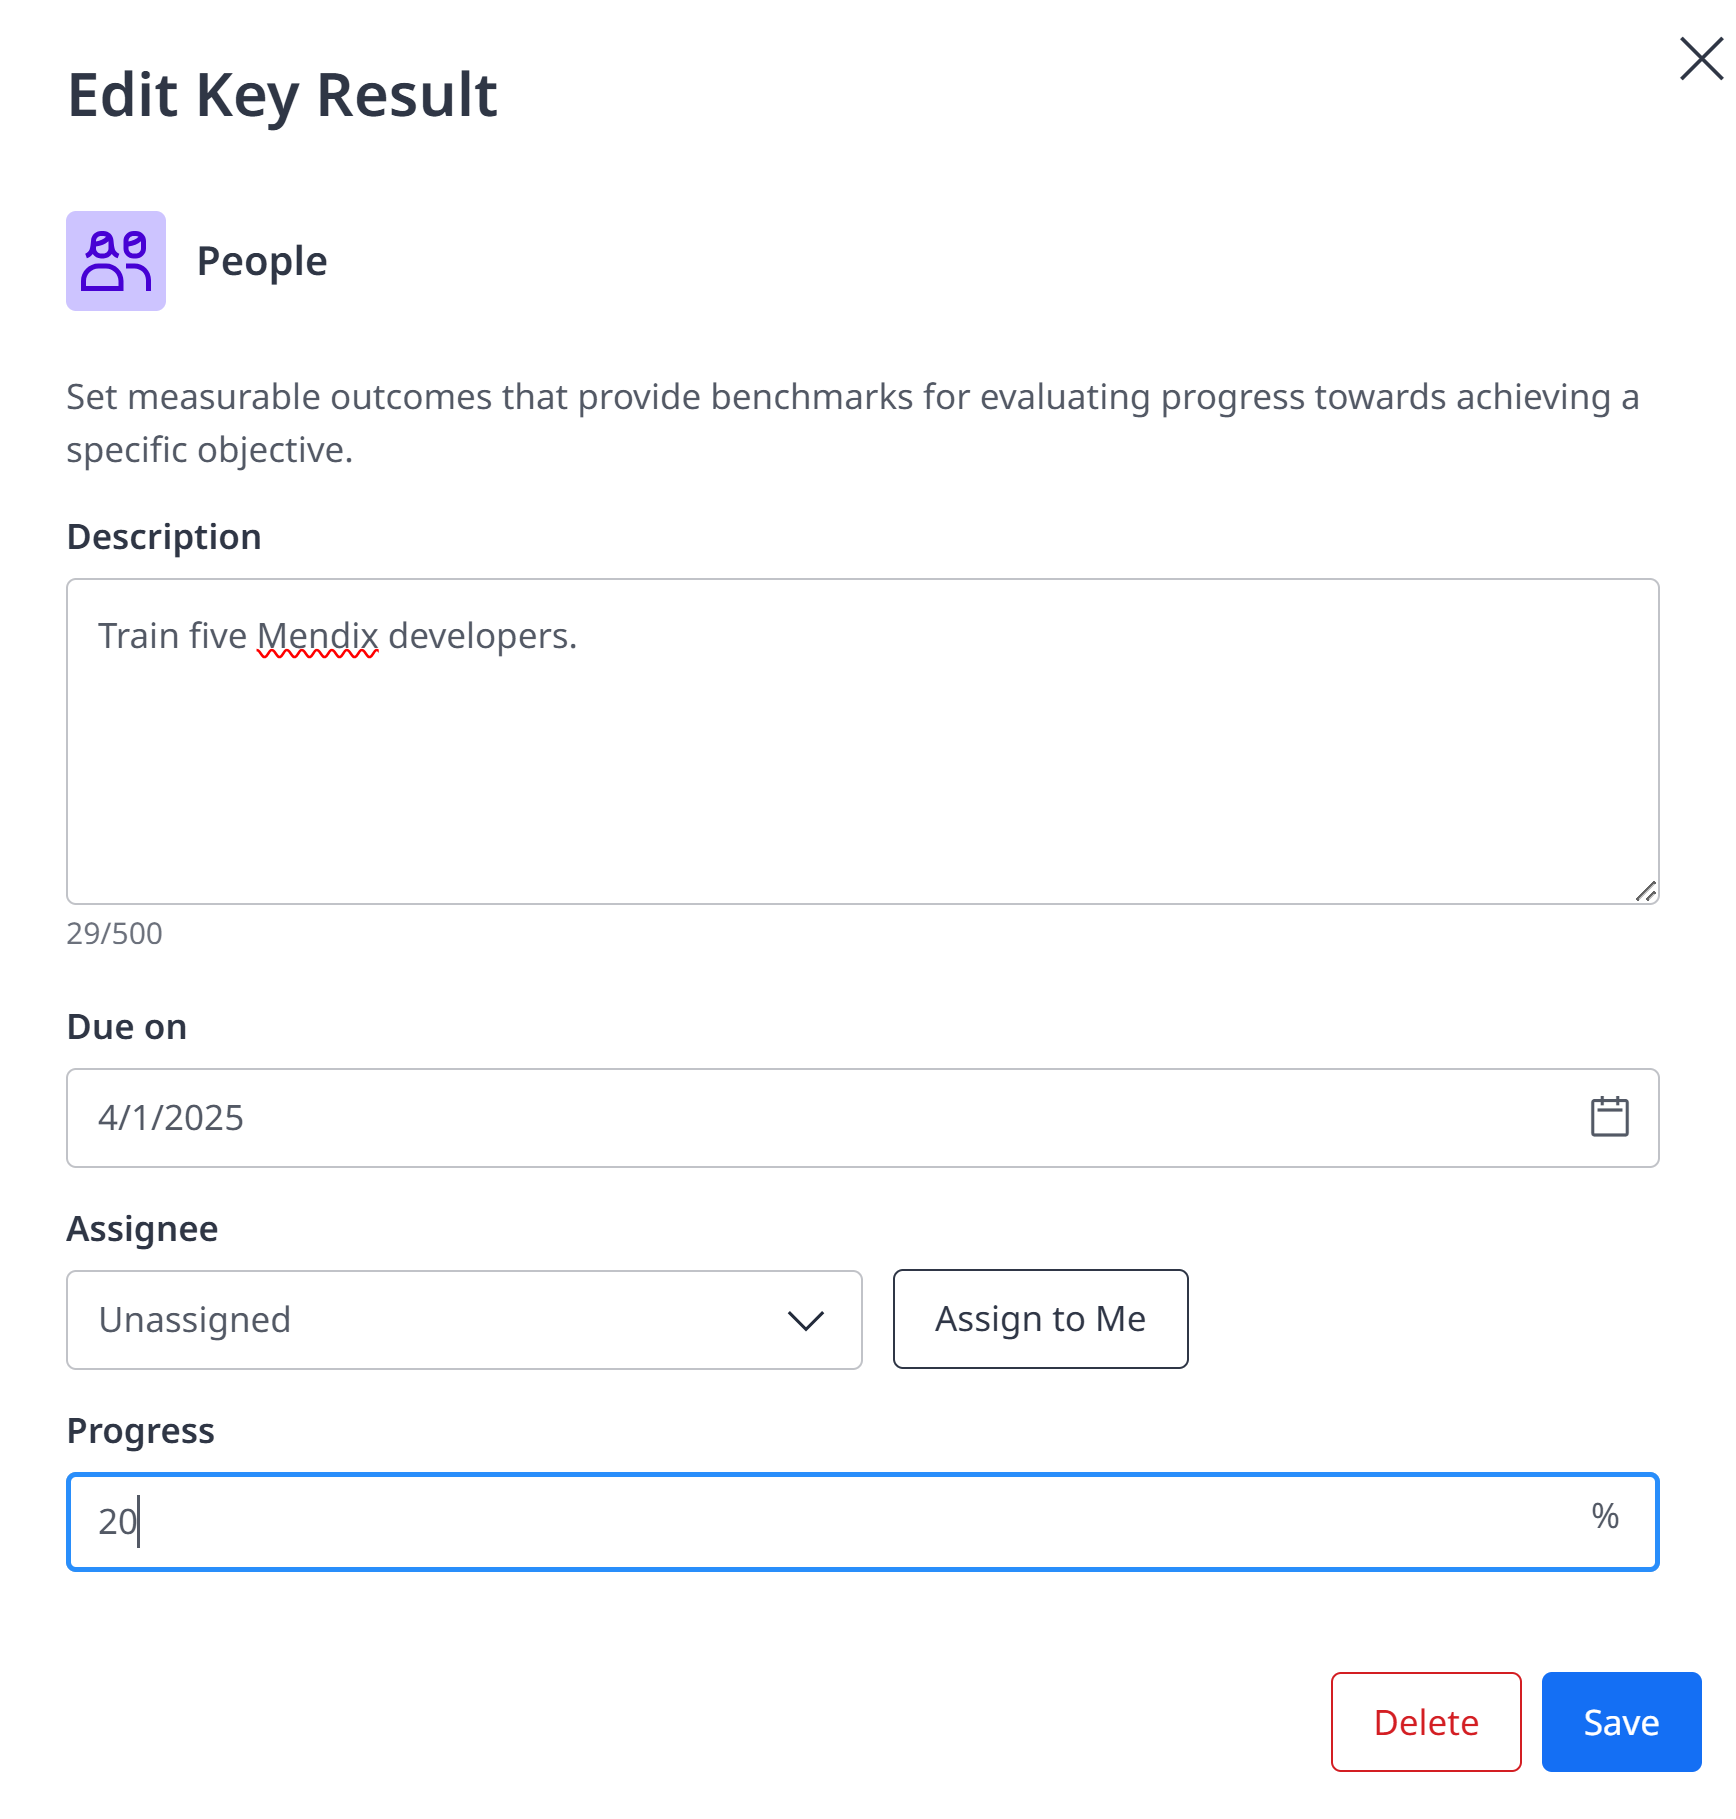 Edit Key Result
People
Set measurable outcomes that provide benchmarks for evaluating progress towards achieving a
specific objective.
Description
Train five Mendix developers.
29/500
Due on
4/1/2025
Assignee
Unassigned
Assign to Me
Progress
20
%
Delete
Save